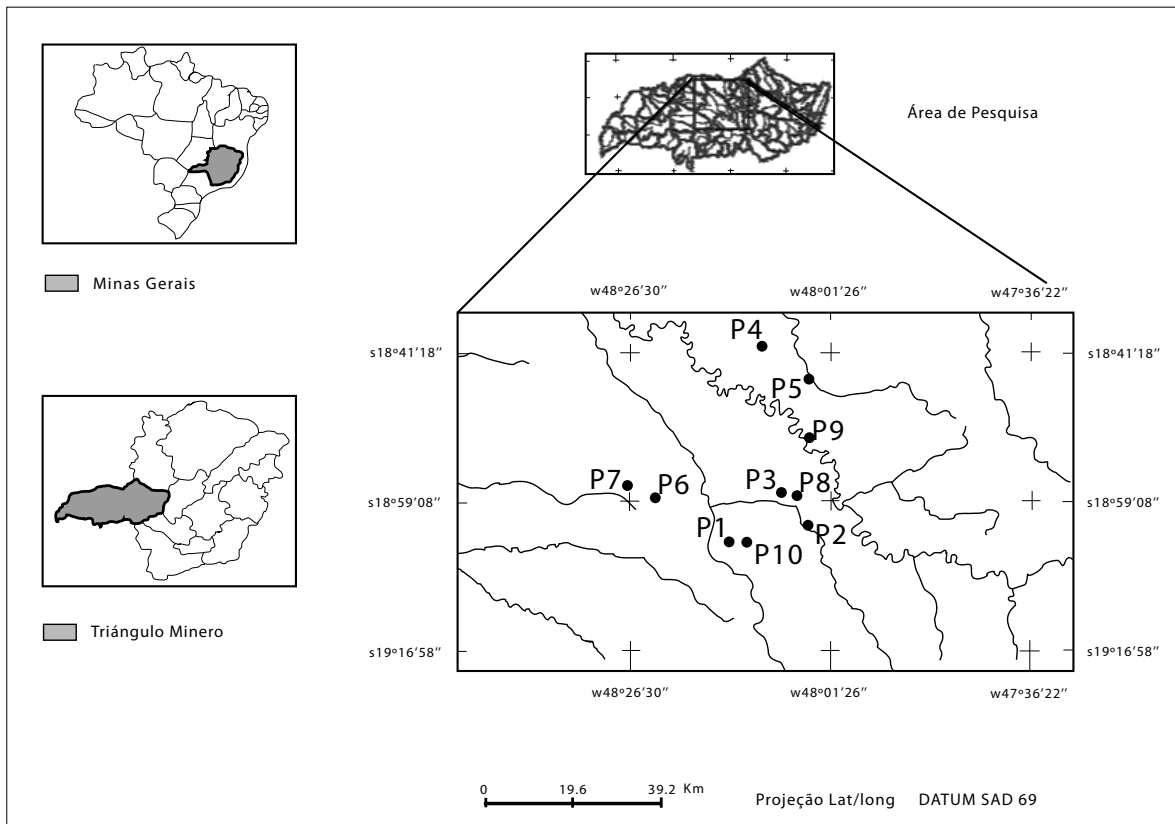 Área de Pesquisa
Minas Gerais
w48º26'30" w48º01'26" w47º36'22"
P4
s18º41'18" s18º41'18"
P5
P9
P7 P6 P3 P8
s18º59'08" s18º59'08"
P1 P10 P2
Triángulo Minero
s19º16'58" s19º16'58"
w48º26'30" w48º01'26" w47º36'22"
0 19.6 39.2 Km
Projeção Lat/long DATUM SAD 69